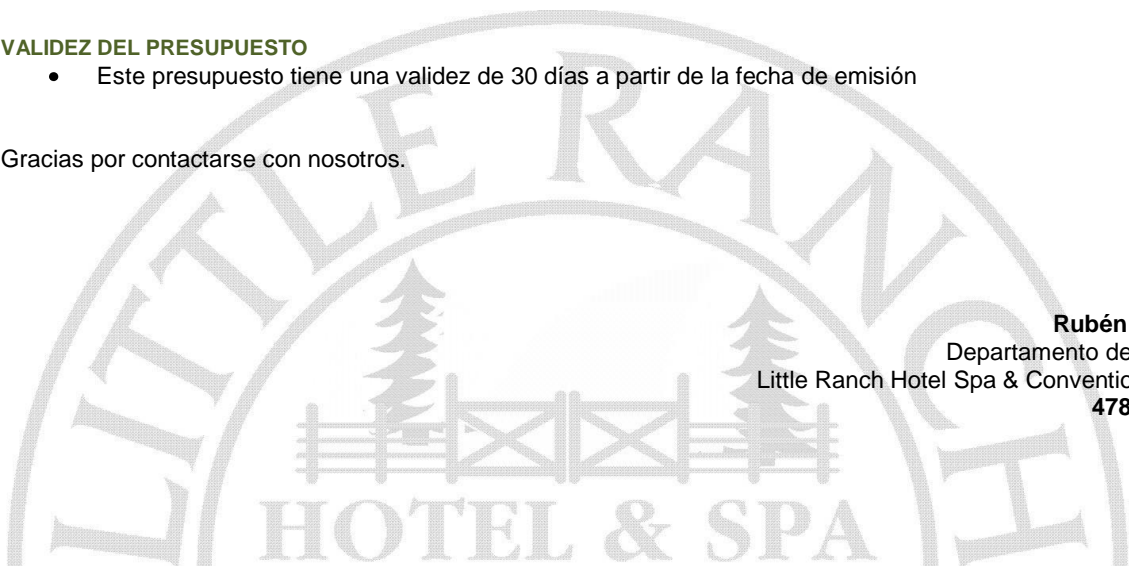 VALIDEZ DEL PRESUPUESTO
• Este presupuesto tiene una validez de 30 días a partir de la fecha de emisión
Gracias por contactarse con nosotros.
Rubén
Departamento de
Little Ranch Hotel Spa & Conventio
478
LITTLE RANCH
HOTEL & SPA